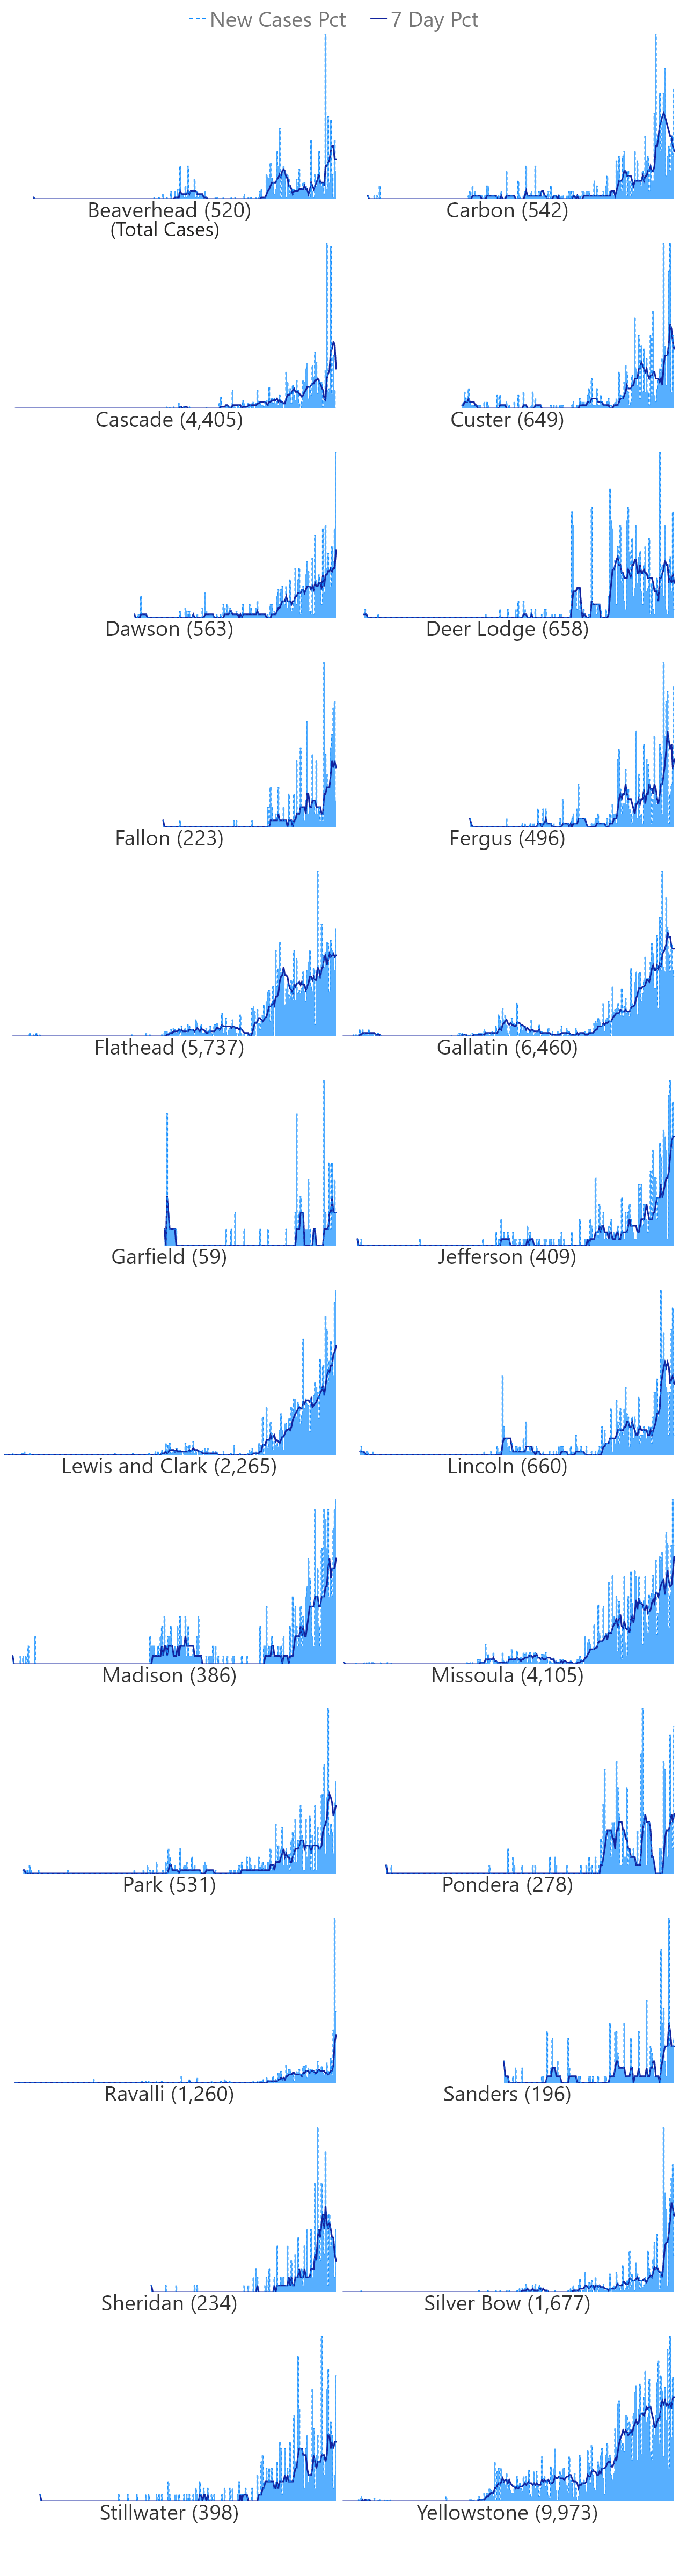 New Cases Pct 7 Day Pct
Beaverhead (520) Carbon (542)
(Total Cases)
Cascade (4,405) Custer (649)
Dawson (563) Deer Lodge (658)
Fallon (223) Fergus (496)
Flathead (5,737) Gallatin (6,460)
Garfield (59) Jefferson (409)
Lewis and Clark (2,265) Lincoln (660)
Madison (386) Missoula (4,105)
Park (531) Pondera (278)
Ravalli (1,260) Sanders (196)
Sheridan (234) Silver Bow (1,677)
Stillwater (398) Yellowstone (9,973)